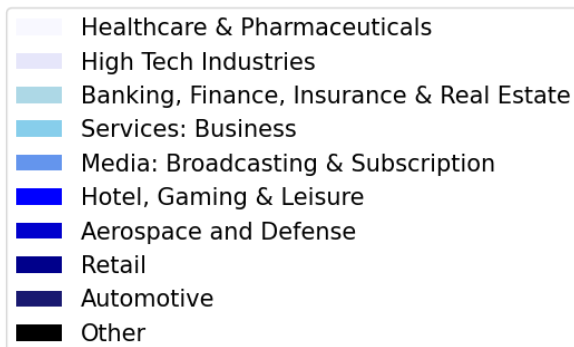 Healthcare & Pharmaceuticals
High Tech Industries
Banking, Finance, Insurance & Real Estate
Services: Business
Media: Broadcasting & Subscription
Hotel, Gaming & Leisure
Aerospace and Defense
Retail
Automotive
Other